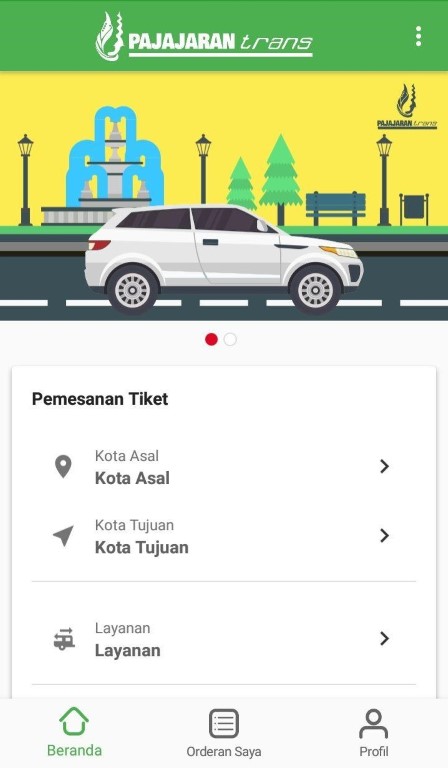 PAJAJARAN trans
PAJAJARAN trans
Pemesanan Tiket
Kota Asal
Kota Asal
Kota Tujuan
Kota Tujuan
Layanan
Layanan
Beranda
Orderan Saya
Profil